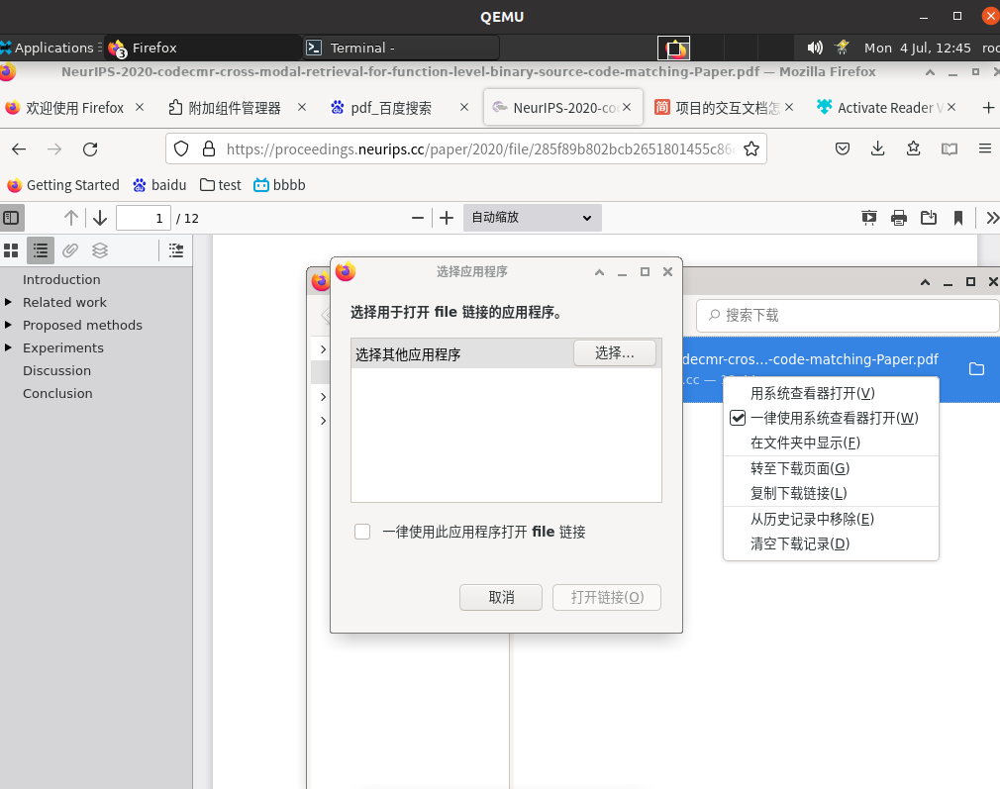 QEMU
Applications
3
Firefox
Terminal -
Mon 4 Jul, 12:45
roo
NeurIPS-2020-codecmr-cross-modal-retrieval-for-function-level-binary-source-code-matching-Paper.pdf — Mozilla Firefox
欢迎使用 Firefox
附加组件管理器
pdf_百度搜索
NeurIPS-2020-co
简 项目的交互文档怎
Activate Reader V
https://proceedings.neurips.cc/paper/2020/file/285f89b802bcb2651801455c86
Getting Started
baidu
test
bbbb
1 / 12
自动缩放
Introduction
Related work
Proposed methods
Experiments
Discussion
Conclusion
选择应用程序
选择用于打开 file 链接的应用程序。
选择其他应用程序
选择...
一律使用此应用程序打开 file 链接
取消
打开链接(O)
搜索下载
decmr-cros…-code-matching-Paper.pdf
.cc —
用系统查看器打开(V)
一律使用系统查看器打开(W)
在文件夹中显示(F)
转至下载页面(G)
复制下载链接(L)
从历史记录中移除(E)
清空下载记录(D)